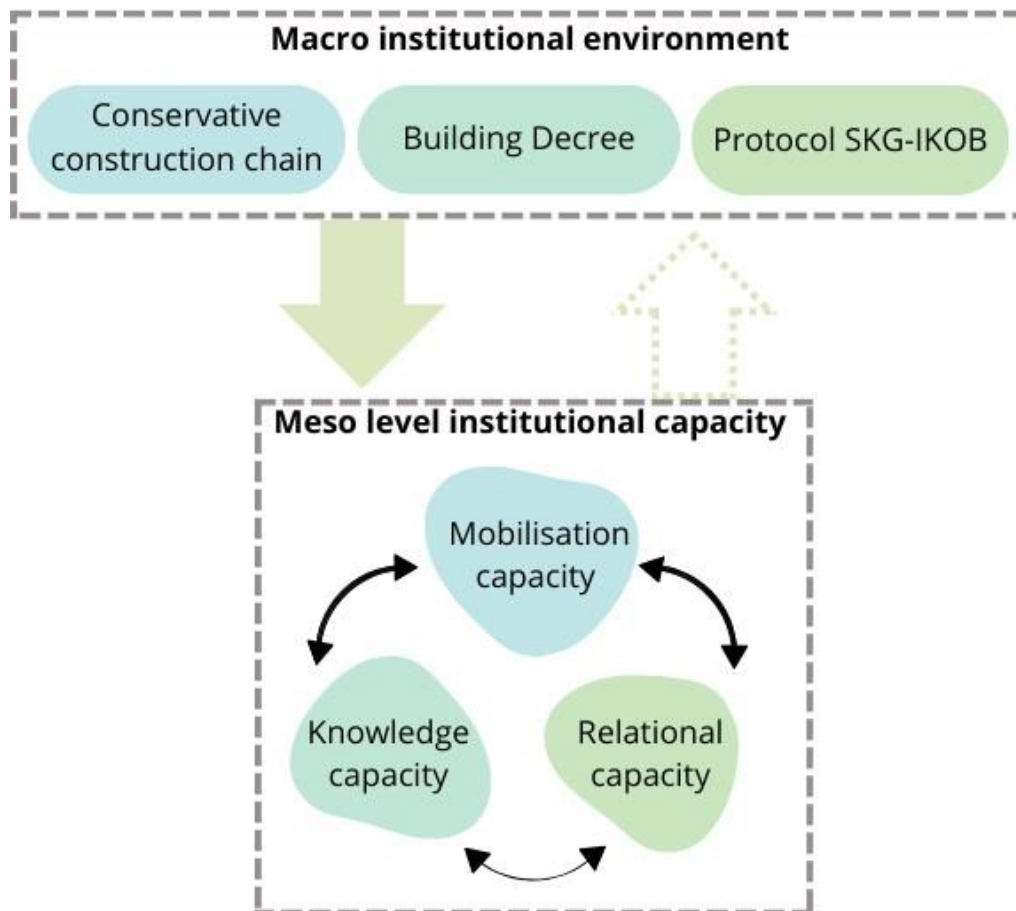 Macro institutional environment
Conservative
construction chain
Building Decree
Protocol SKG-IKOB
Meso level institutional capacity
Mobilisation
capacity
Knowledge
capacity
Relational
capacity